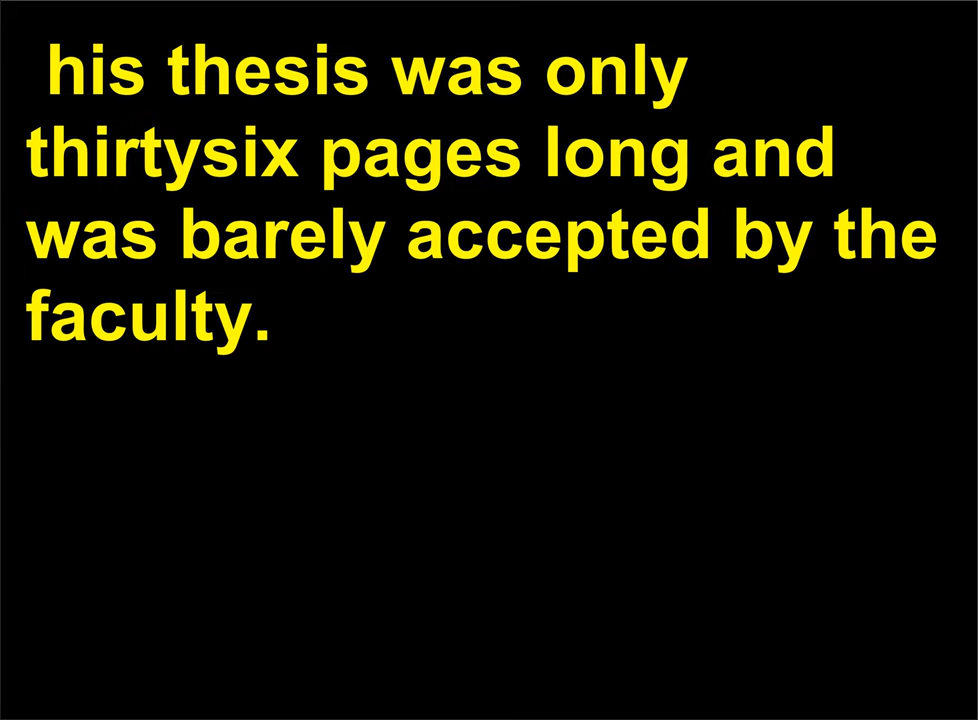 his thesis was only
thirtysix pages long and
was barely accepted by the
faculty.